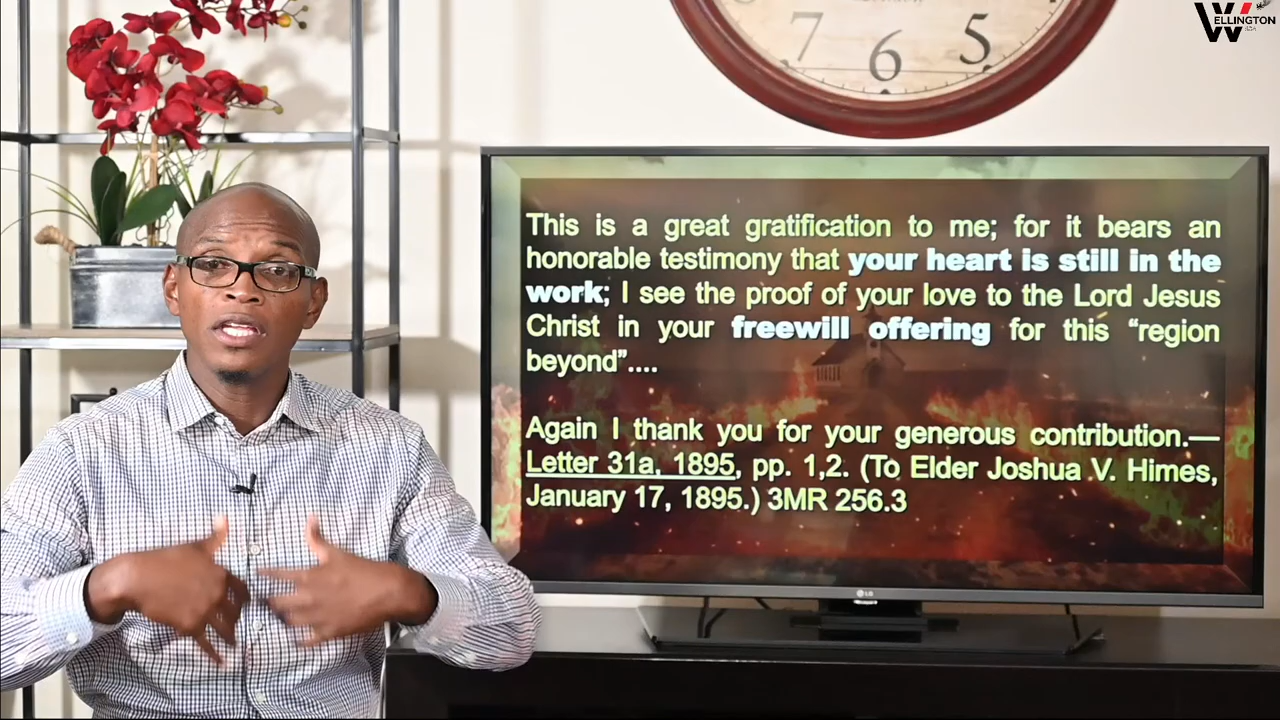 WELLINGTON
7
6
5
This is a great gratification to me; for it bears an
honorable testimony that your heart is still in the
work; I see the proof of your love to the Lord Jesus
Christ in your freewill offering for this “region
beyond”....
Again I thank you for your generous contribution.—
Letter 31a, 1895, pp. 1,2. (To Elder Joshua V. Himes,
January 17, 1895.) 3MR 256.3
LG